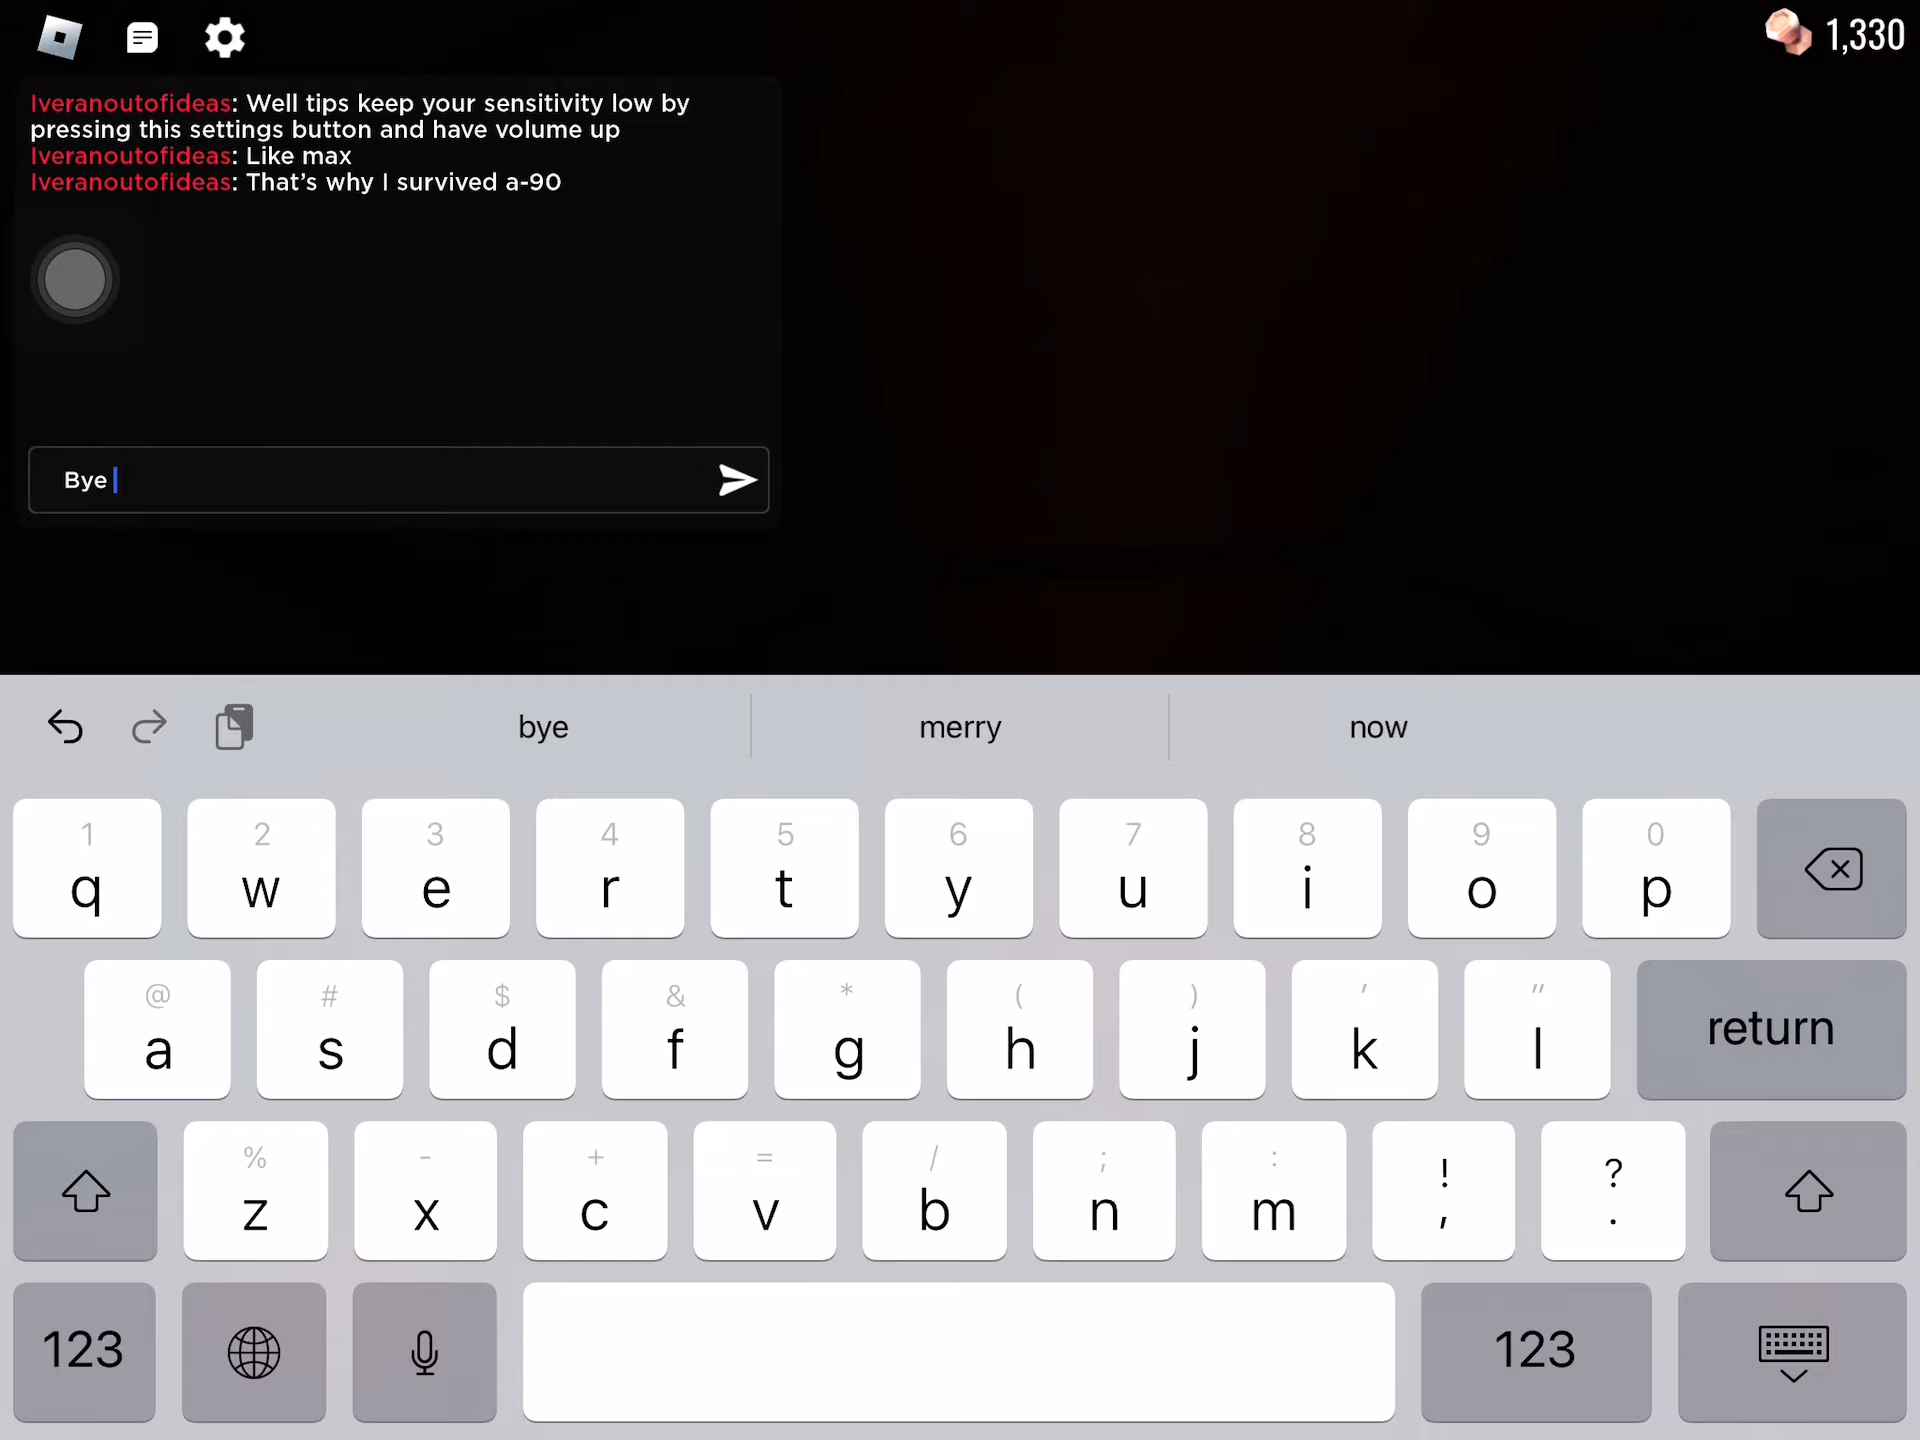 1,330
Iveranoutofideas: Well tips keep your sensitivity low by
pressing this settings button and have volume up
Iveranoutofideas: Like max
Iveranoutofideas: That's why I survived a-90
Bye
bye merry now
1 2 3 4 5 6 7 8 9 0
q w e r t y u i o p
@ # $ & * ( ) ' "
a s d f g h j k l return
% - + = / ; : ! ?
z x c v b n m , .
123 123